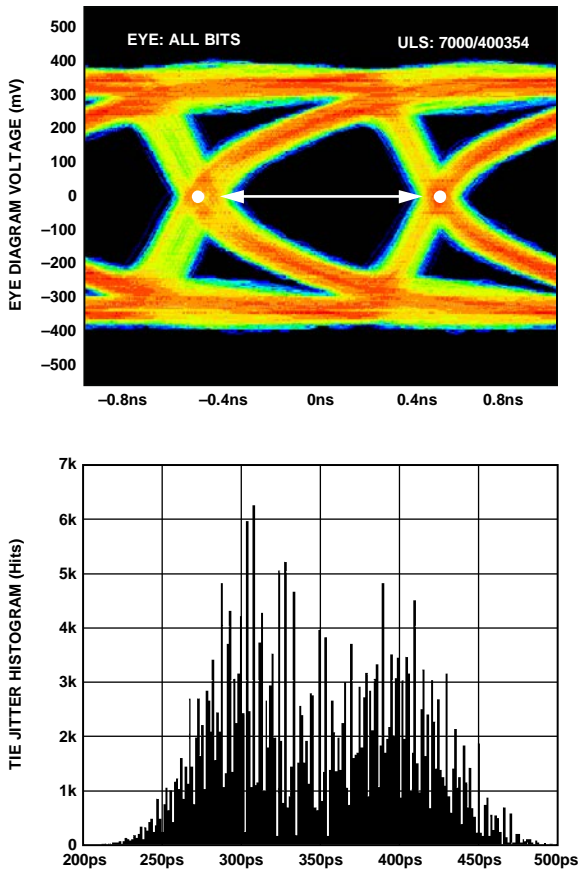 EYE DIAGRAM VOLTAGE (mV)
500
400
300
200
100
0
–100
–200
–300
–400
–500
EYE: ALL BITS
ULS: 7000/400354
–0.8ns –0.4ns 0ns 0.4ns 0.8ns
TIE JITTER HISTOGRAM (Hits)
7k
6k
5k
4k
3k
2k
1k
0
200ps 250ps 300ps 350ps 400ps 450ps 500ps